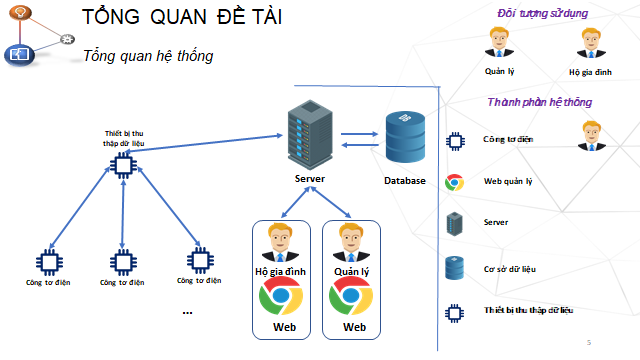 TỔNG QUAN ĐỀ TÀI
Tổng quan hệ thống
Đối tượng sử dụng
Quản lý
Hộ gia đình
Thành phần hệ thống
Công tơ điện
Web quản lý
Server
Cơ sở dữ liệu
Thiết bị thu thập dữ liệu
Thiết bị thu
thập dữ liệu
Server
Database
Công tơ điện
Công tơ điện
Công tơ điện
...
Hộ gia đình
Web
Quản lý
Web
5